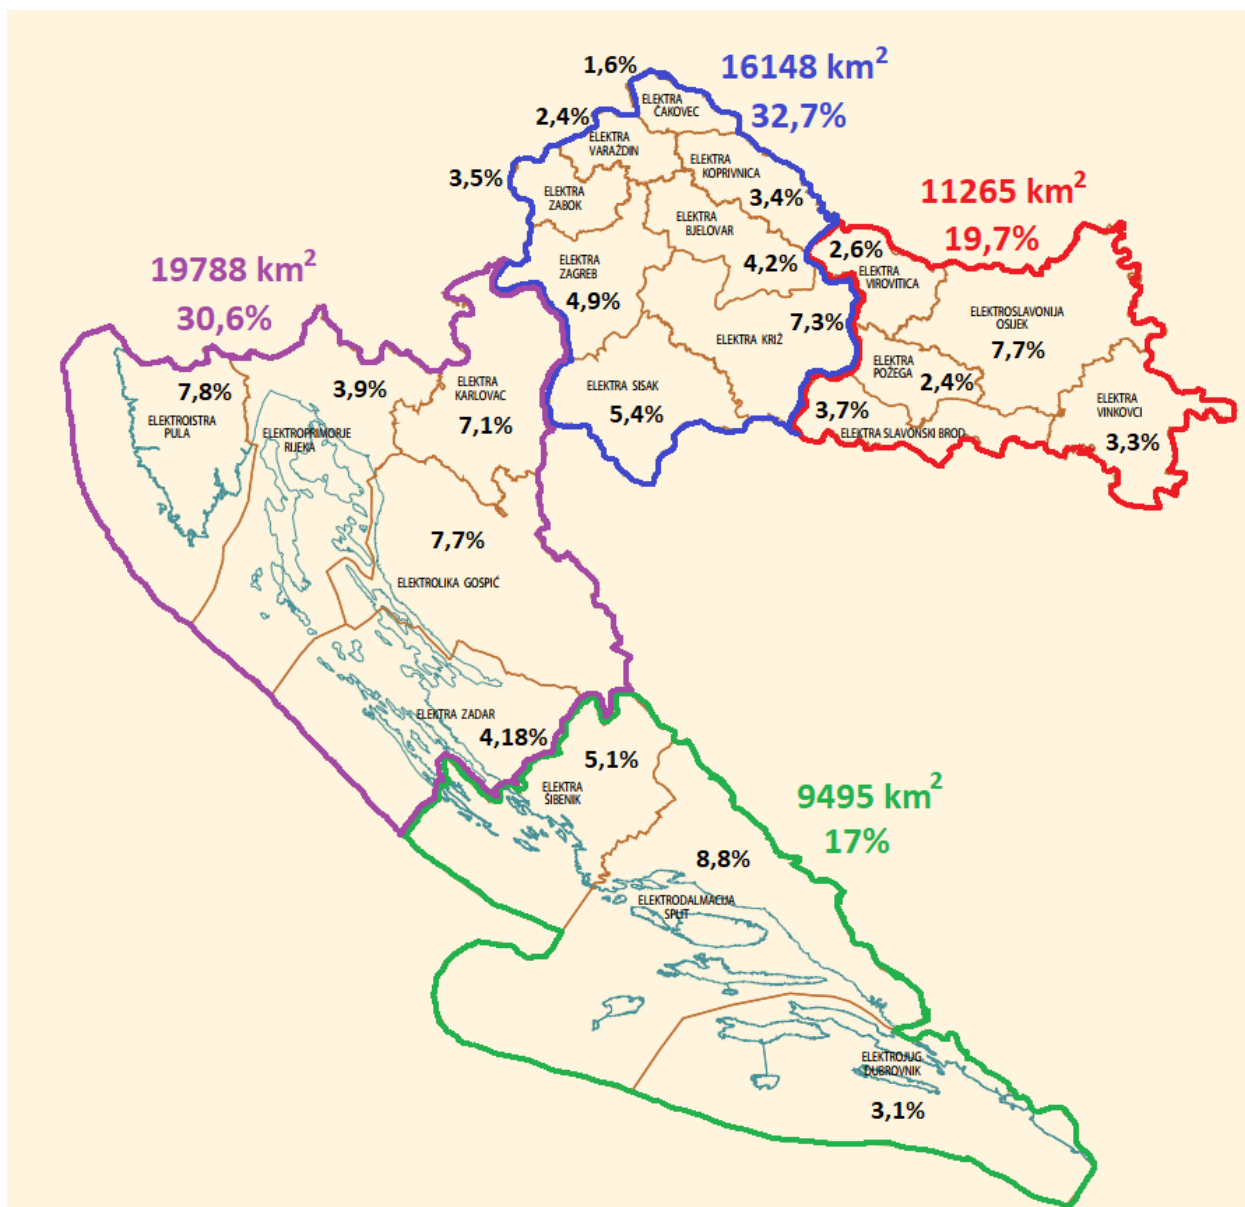 1,6%
16148 km²
32,7%
ELEKTRA
ČAKOVEC
2,4%
ELEKTRA
VARAŽDIN
ELEKTRA
KOPRIVNICA
3,4%
3,5%
ELEKTRA
ZABOK
ELEKTRA
BJELOVAR
4,2%
11265 km²
19,7%
2,6%
ELEKTRA
VIROVITICA
19788 km²
30,6%
ELEKTRA
ZAGREB
4,9%
7,3%
ELEKTRA KRIŽ
ELEKTROSLAVONIJA
OSIJEK
7,7%
ELEKTRA
POŽEGA
2,4%
7,8%
ELEKTROISTRA
PULA
3,9%
ELEKTROPRIMORJE
RIJEKA
ELEKTRA
KARLOVAC
7,1%
ELEKTRA SISAK
5,4%
3,7%
ELEKTRA SLAVONSKI BROD
ELEKTRA
VINKOVCI
3,3%
7,7%
ELEKTROLIKA GOSPIĆ
ELEKTRA ZADAR
4,18%
5,1%
ELEKTRA
ŠIBENIK
9495 km²
17%
8,8%
ELEKTRODALMACIJA
SPLIT
ELEKTROJUG
DUBROVNIK
3,1%